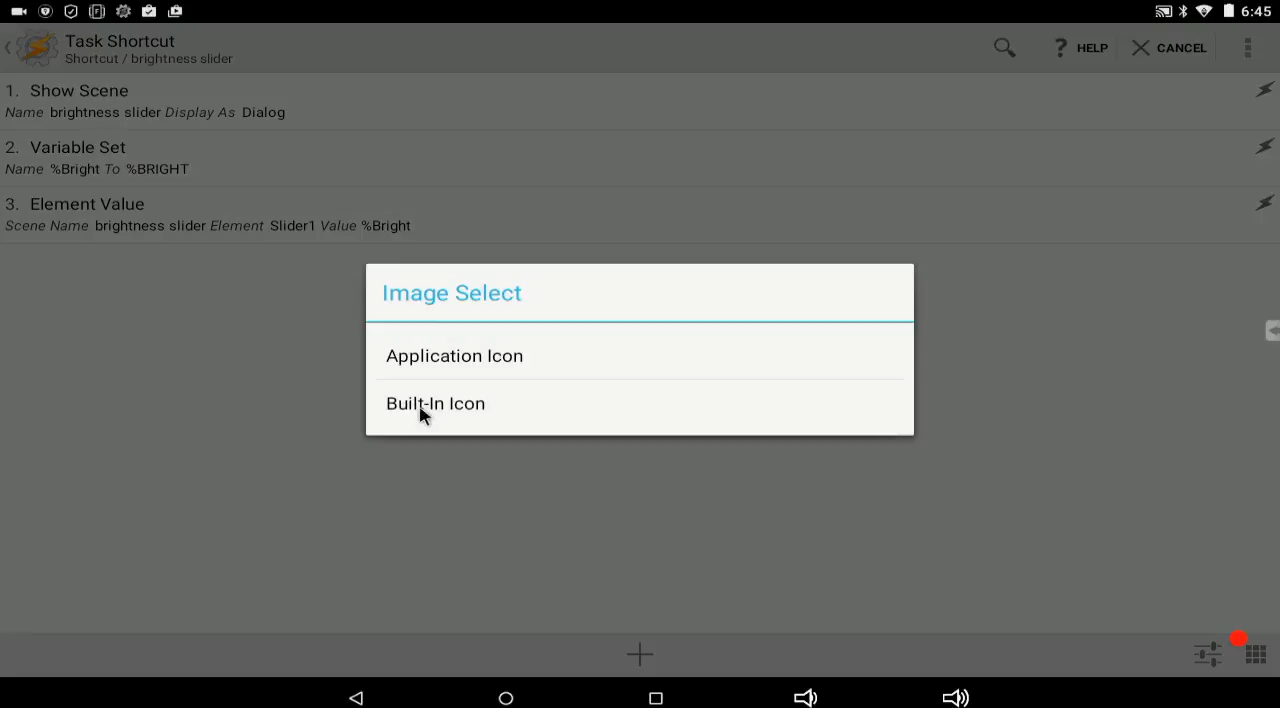 6:45
Task Shortcut
Shortcut / brightness slider
? HELP
CANCEL
1. Show Scene
Name brightness slider Display As Dialog
2. Variable Set
Name %Bright To %BRIGHT
3. Element Value
Scene Name brightness slider Element Slider1 Value %Bright
Image Select
Application Icon
Built-In Icon